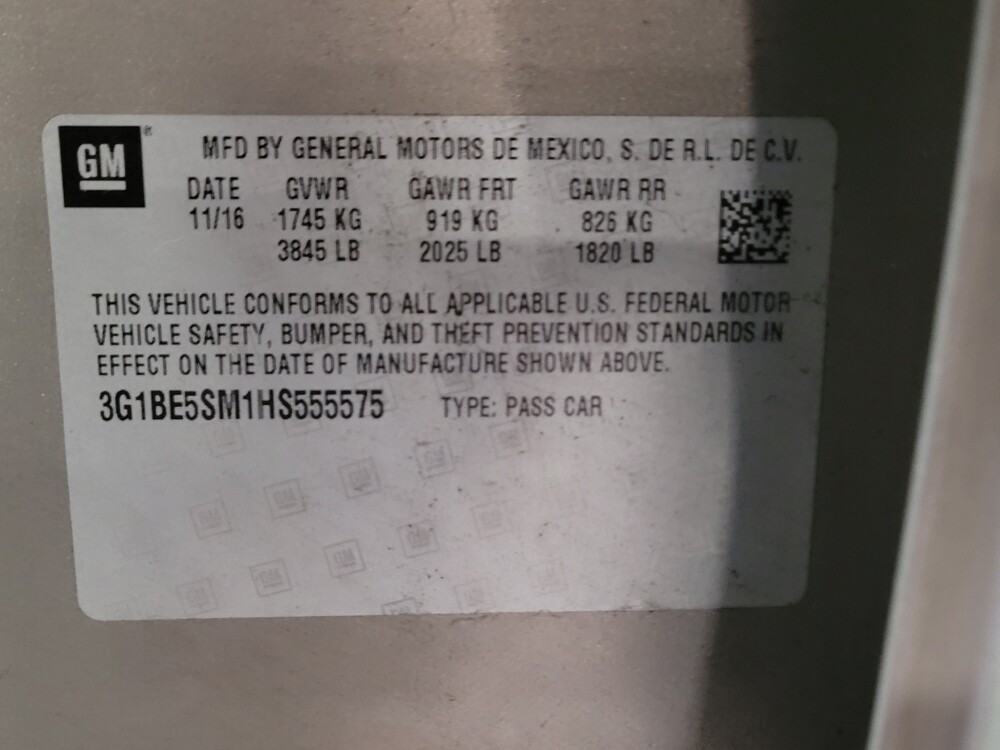 GM
MFD BY GENERAL MOTORS DE MEXICO, S. DE R.L. DE C.V.
DATE GVWR GAWR FRT GAWR RR
11/16 1745 KG 919 KG 826 KG
3845 LB 2025 LB 1820 LB
THIS VEHICLE CONFORMS TO ALL APPLICABLE U.S. FEDERAL MOTOR
VEHICLE SAFETY, BUMPER, AND THEFT PREVENTION STANDARDS IN
EFFECT ON THE DATE OF MANUFACTURE SHOWN ABOVE.
3G1BE5SM1HS555575 TYPE: PASS CAR